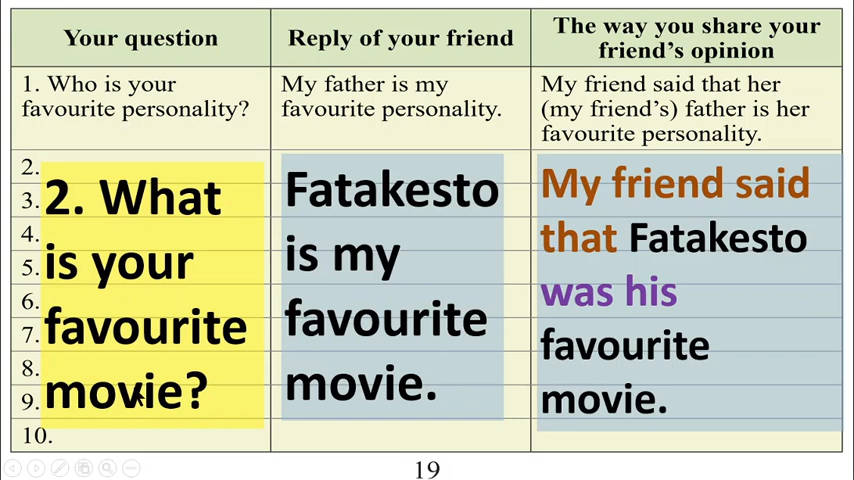 Your question
Reply of your friend
The way you share your
friend's opinion
1. Who is your
favourite personality?
My father is my
favourite personality.
My friend said that her
(my friend's) father is her
favourite personality.
2.
3.
4.
5.
6.
7.
8.
9.
10.
2. What
is your
favourite
movie?
Fatakesto
is my
favourite
movie.
My friend said
that Fatakesto
was his
favourite
movie.
19